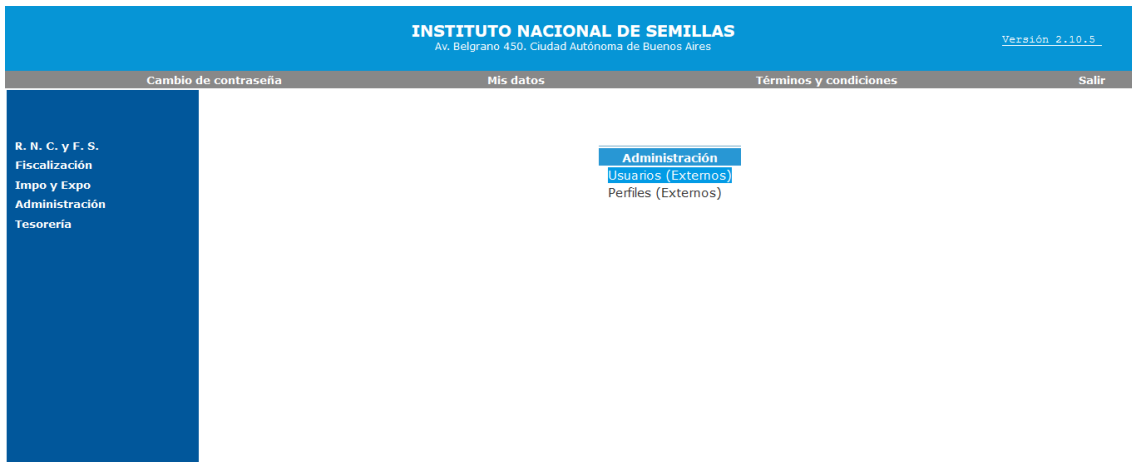 INSTITUTO NACIONAL DE SEMILLAS
Av. Belgrano 450. Ciudad Autónoma de Buenos Aires
Versión 2.10.5
Cambio de contraseña Mis datos Términos y condiciones Salir
R. N. C. y F. S.
Fiscalización
Impo y Expo
Administración
Tesorería
Administración
Usuarios (Externos)
Perfiles (Externos)